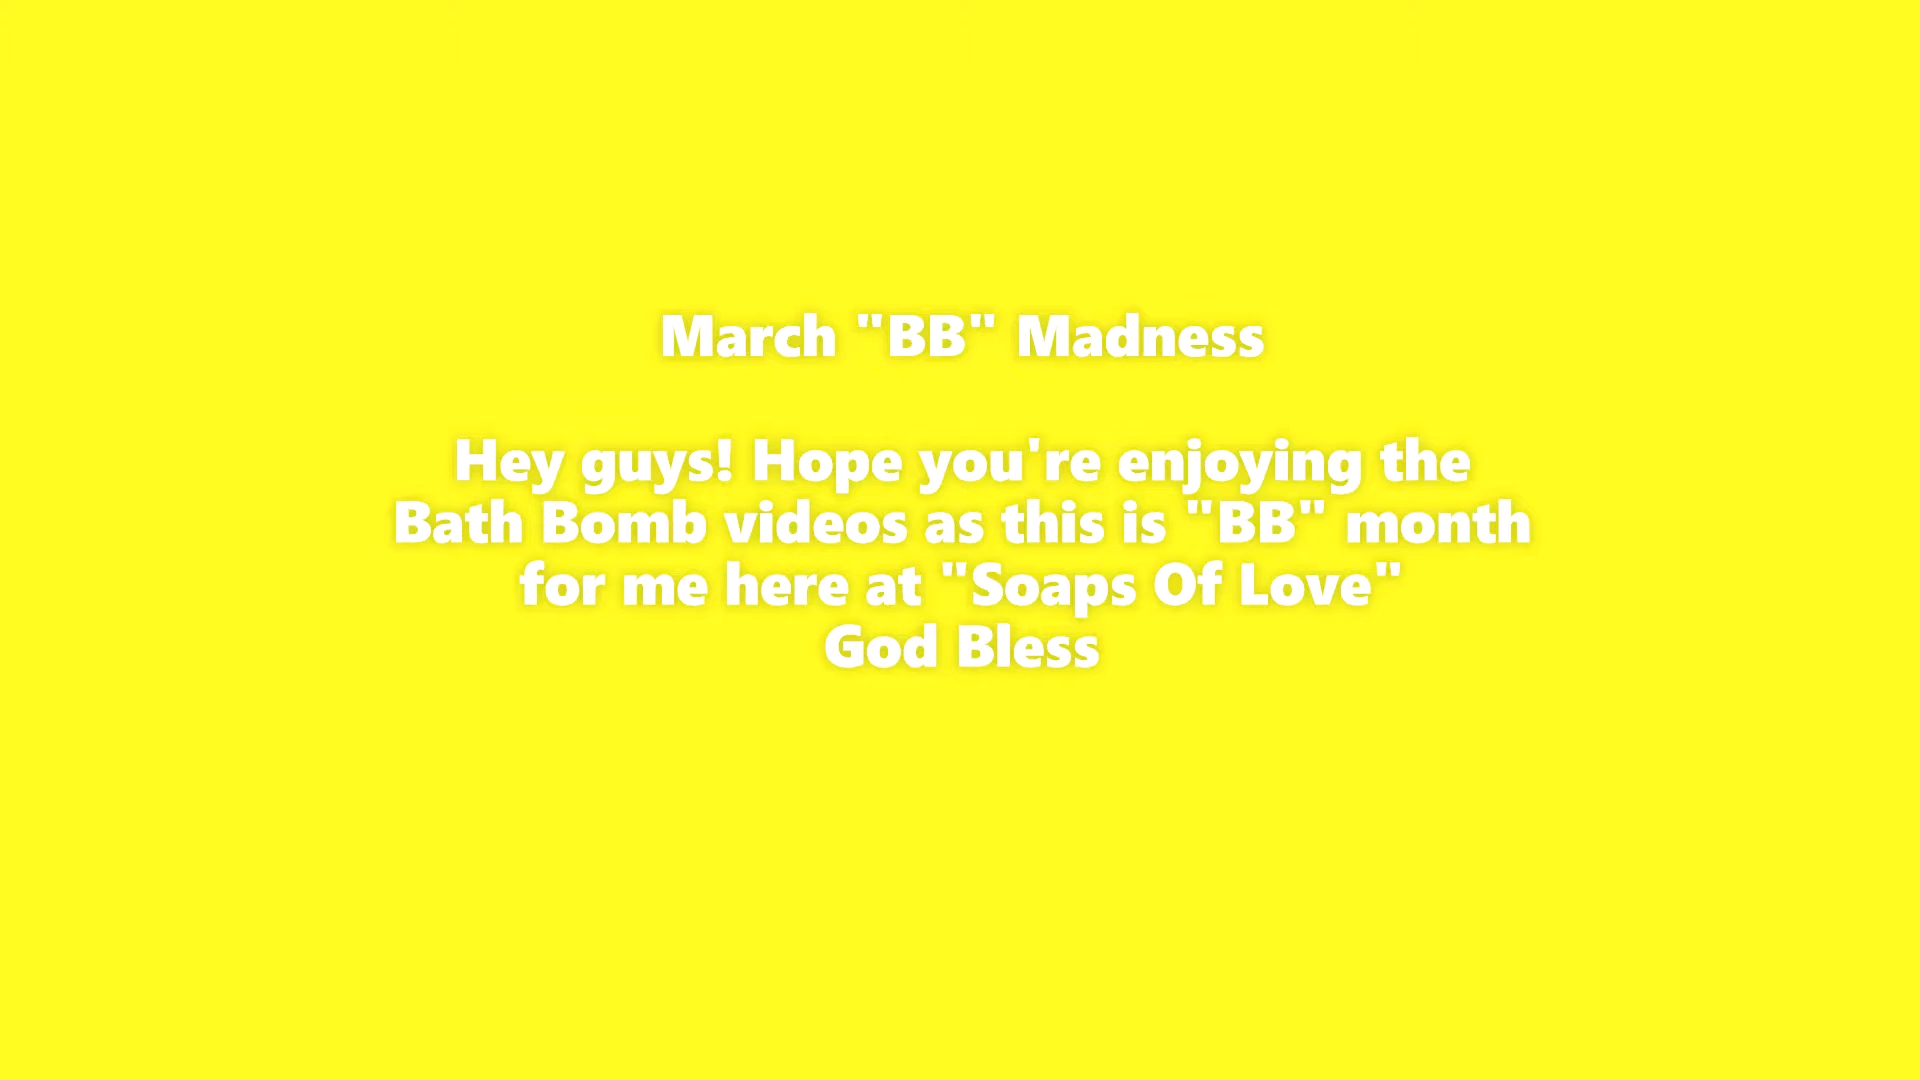 March "BB" Madness
Hey guys! Hope you're enjoying the
Bath Bomb videos as this is "BB" month
for me here at "Soaps Of Love"
God Bless